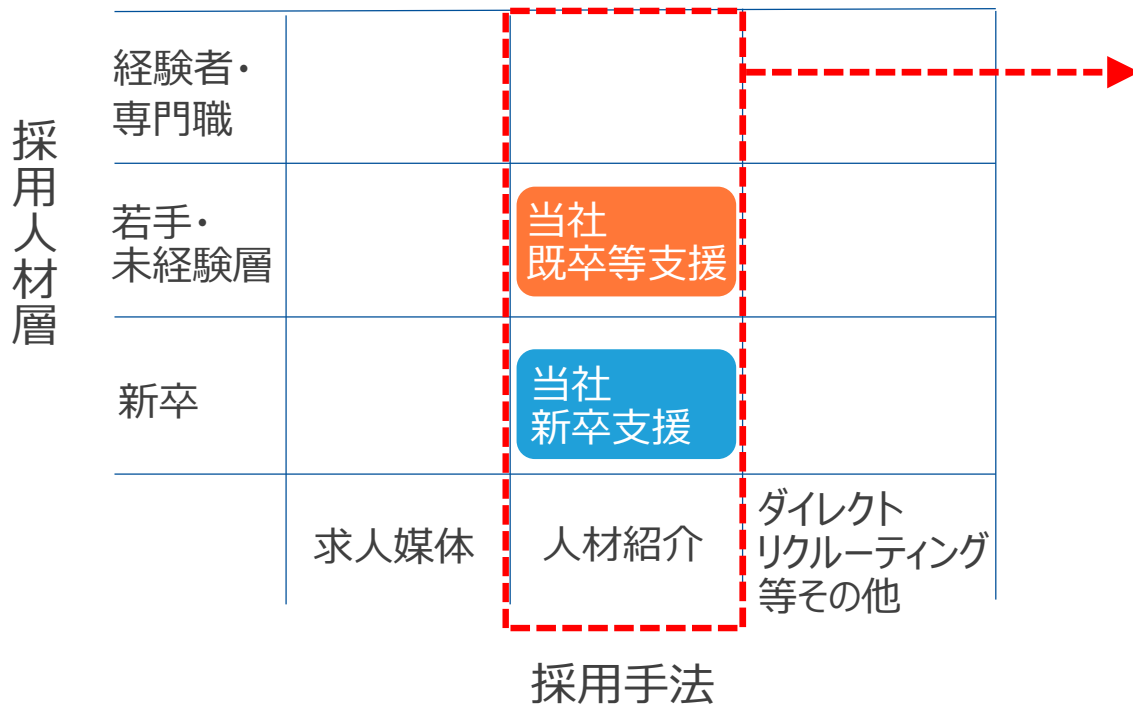 採用人材層
経験者・
専門職
若手・
未経験層
当社
既卒等支援
新卒
当社
新卒支援
求人媒体
人材紹介
ダイレクト
リクルーティング
等その他
採用手法